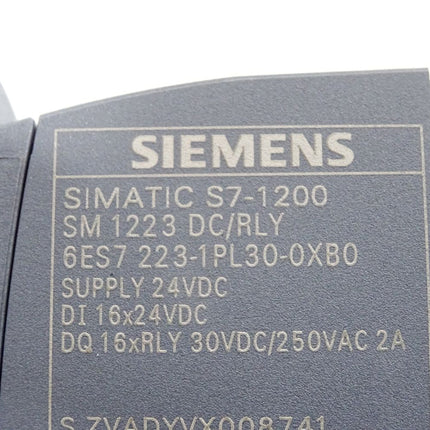 SIEMENS
SIMATIC S7-1200
SM 1223 DC/RLY
6ES7 223-1PL30-0XB0
SUPPLY 24VDC
DI 16x24VDC
DQ 16xRLY 30VDC/250VAC 2A
S ZVADYVX008741